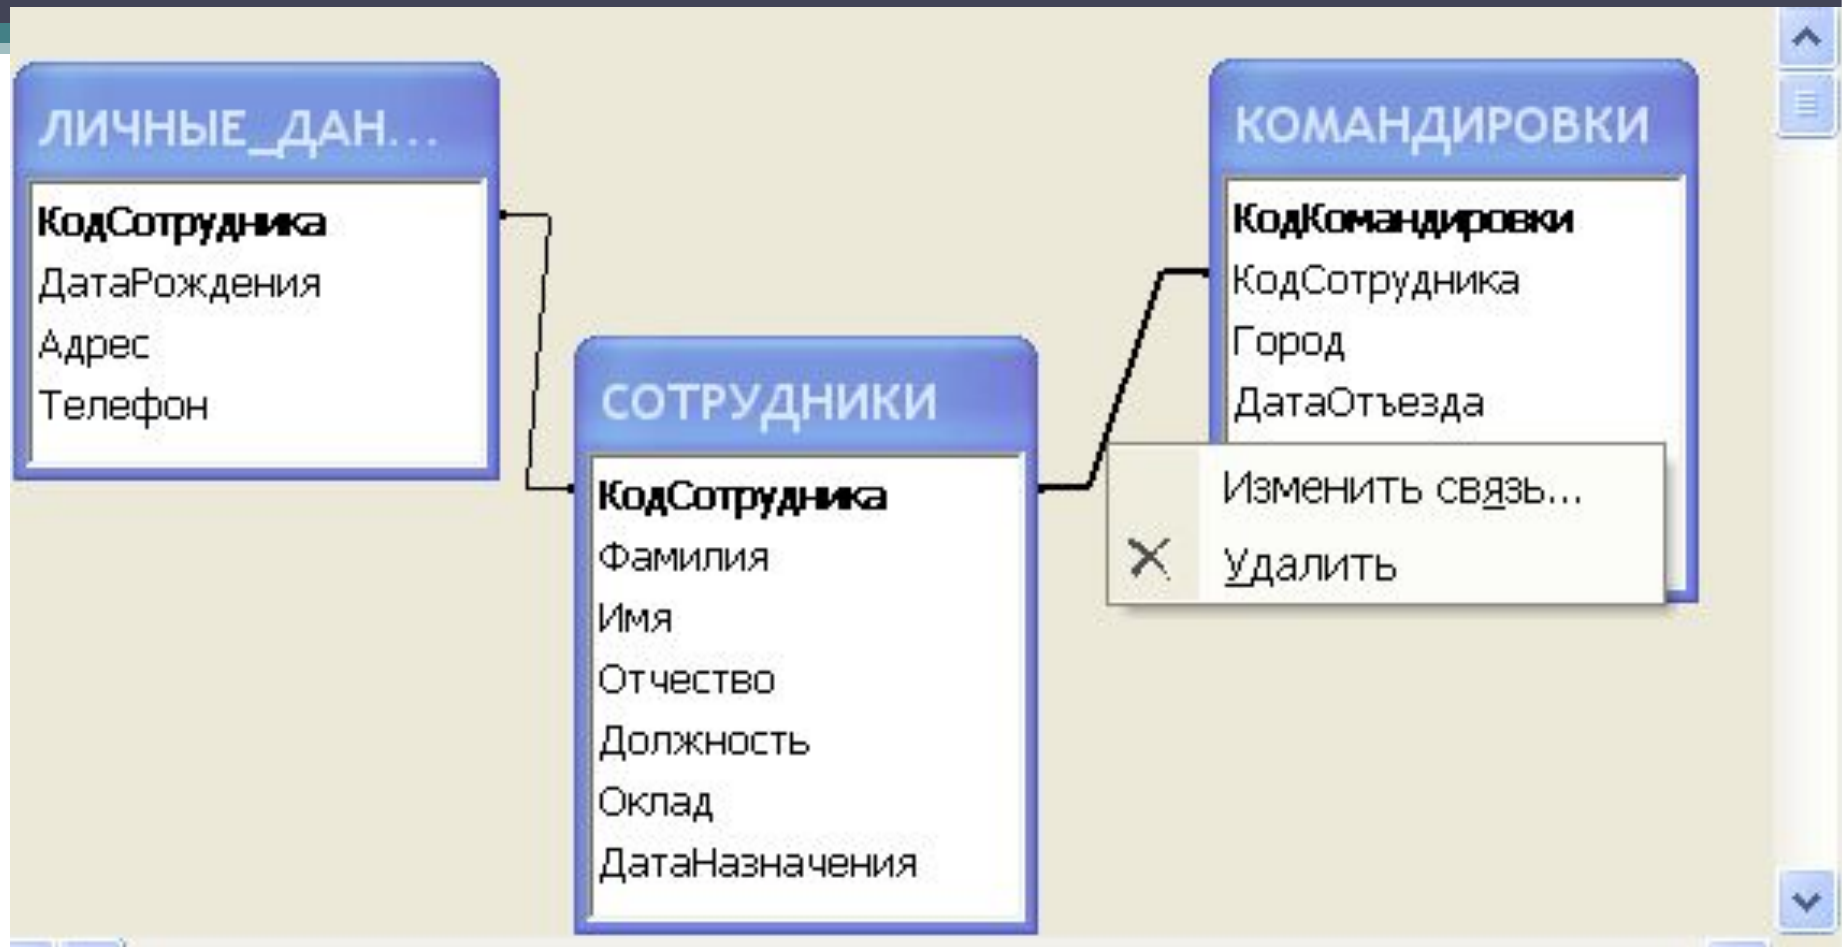 ЛИЧНЫЕ_ДАН...
КодСотрудника
ДатаРождения
Адрес
Телефон
СОТРУДНИКИ
КодСотрудника
Фамилия
Имя
Отчество
Должность
Оклад
ДатаНазначения
КОМАНДИРОВКИ
КодКомандировки
КодСотрудника
Город
ДатаОтъезда
Изменить связь...
Удалить